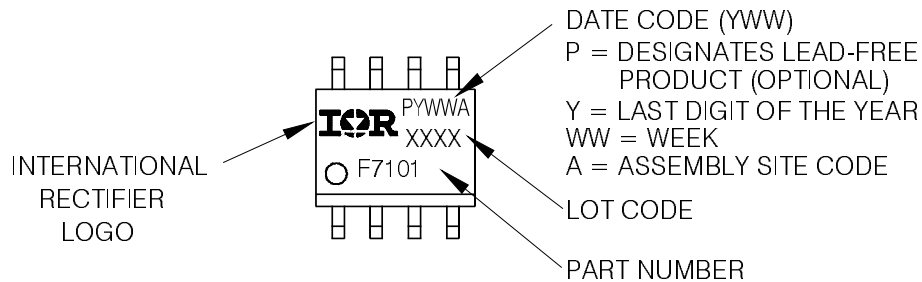 DATE CODE (YWW)
P = DESIGNATES LEAD-FREE
PRODUCT (OPTIONAL)
Y = LAST DIGIT OF THE YEAR
WW = WEEK
A = ASSEMBLY SITE CODE
PYWWA
IOR
XXXX
F7101
INTERNATIONAL
RECTIFIER
LOGO
LOT CODE
PART NUMBER